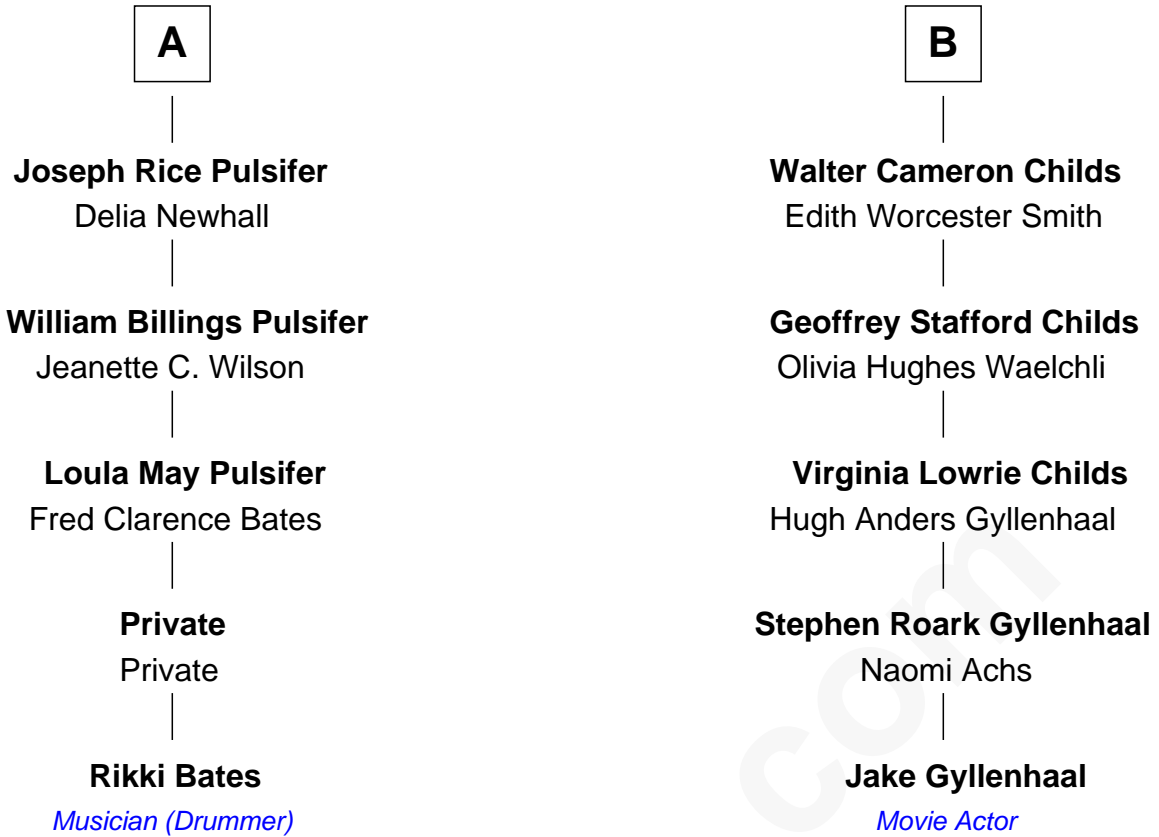 A
B
Joseph Rice Pulsifer
Delia Newhall
Walter Cameron Childs
Edith Worcester Smith
William Billings Pulsifer
Jeanette C. Wilson
Geoffrey Stafford Childs
Olivia Hughes Waelchli
Loula May Pulsifer
Fred Clarence Bates
Virginia Lowrie Childs
Hugh Anders Gyllenhaal
Private
Private
Stephen Roark Gyllenhaal
Naomi Achs
Rikki Bates
Musician (Drummer)
Jake Gyllenhaal
Movie Actor
com